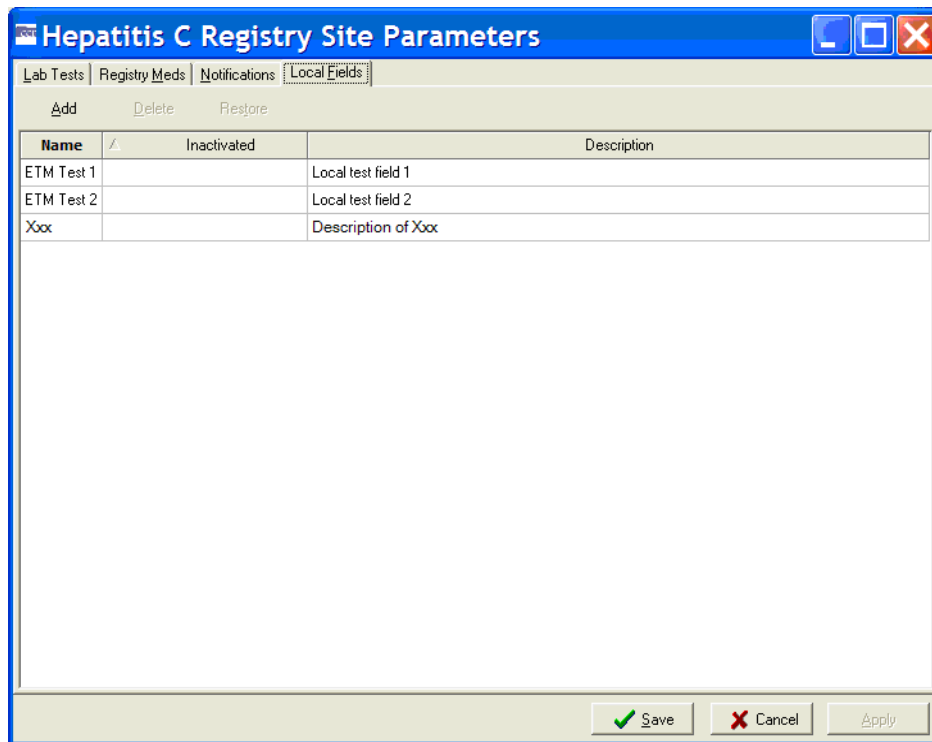 Hepatitis C Registry Site Parameters
Lab Tests Registry Meds Notifications Local Fields
Add Delete Restore
Name Inactivated Description
ETM Test 1 Local test field 1
ETM Test 2 Local test field 2
Xxx Description of Xxx
Save Cancel Apply